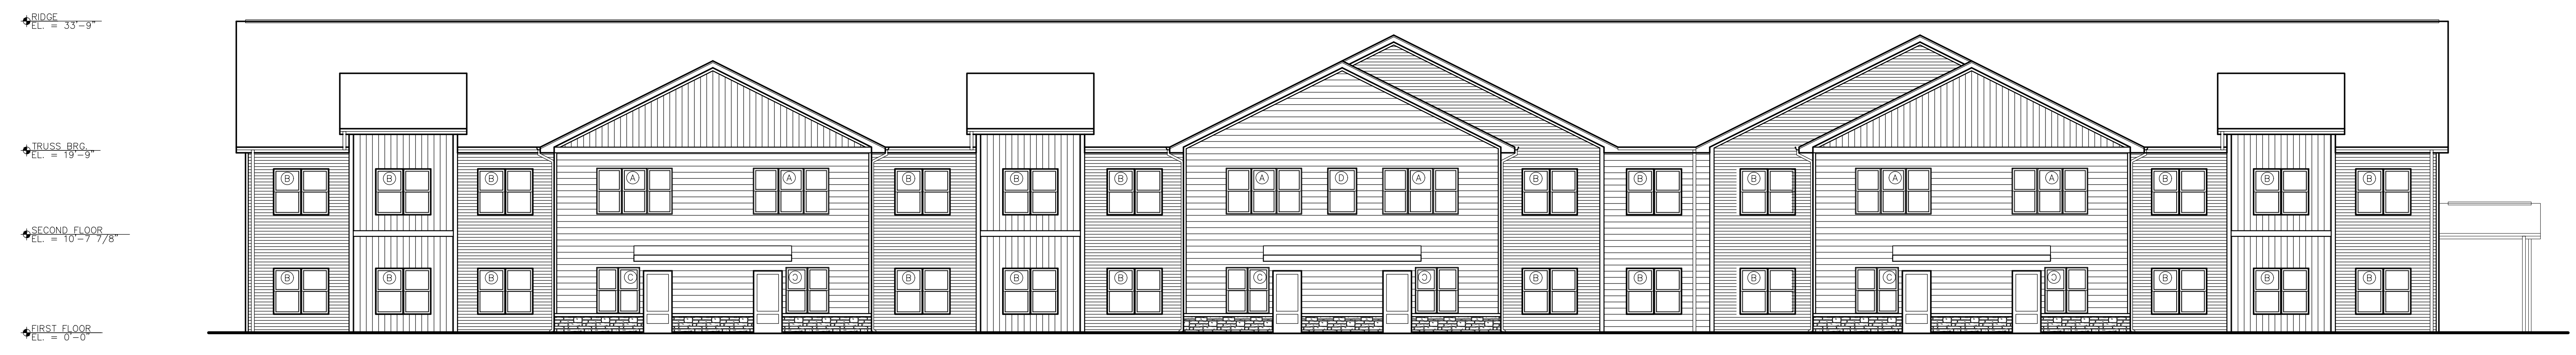 RIDGE
EL. = 33'-9"
TRUSS BRG.
EL. = 19'-9"
B B B A A B B B A D A B B B A A B B B
SECOND FLOOR
EL. = 10'-7 7/8"
B B B C C B B B C C B B B C C B B B
FIRST FLOOR
EL. = 0'-0"